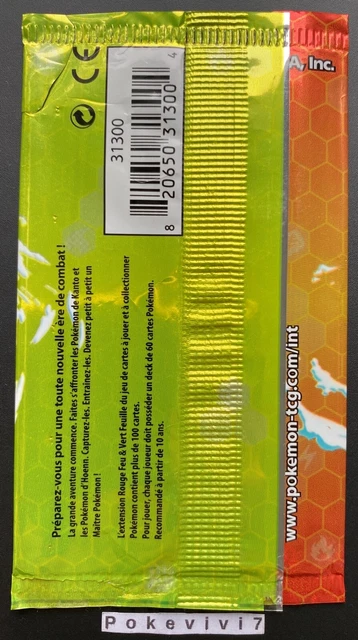 Préparez-vous pour une toute nouvelle ère de combat !
La grande aventure commence. Faites s'affronter les Pokémon de Kanto et
les Pokémon d'Hoenn. Capturez-les. Entraînez-les. Devenez petit à petit un
Maître Pokémon !
L'extension Rouge Feu & Vert Feuille du jeu de cartes à jouer et à collectionner
Pokémon contient plus de 100 cartes.
Pour jouer, chaque joueur doit posséder un deck de 60 cartes Pokémon.
Recommandé à partir de 10 ans.
CE
31300
8 20650 31300 4
A, Inc.
www.pokemon-tcg.com/int
Pokevivi7